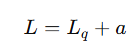 L = L_q + a